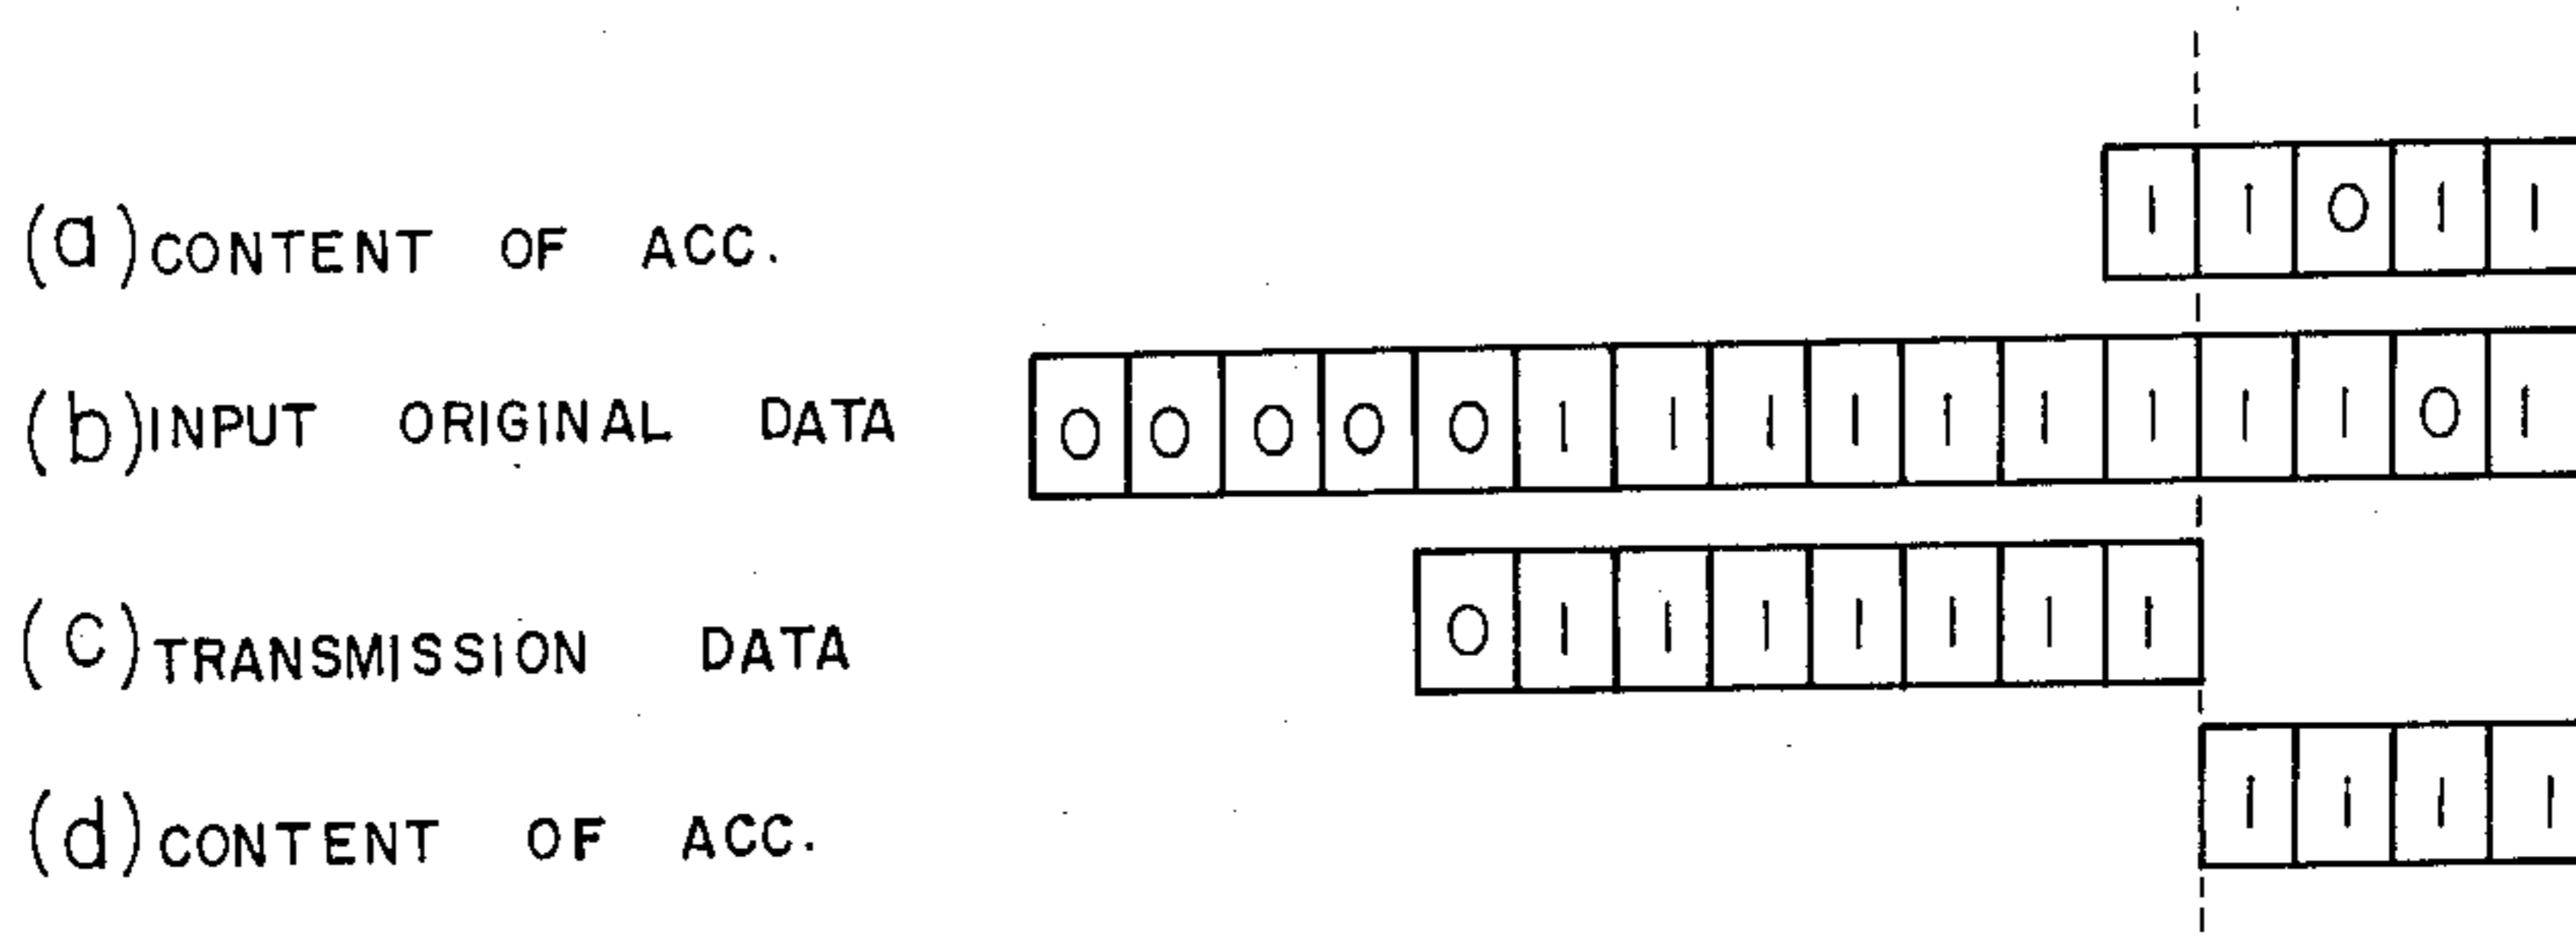 (a) CONTENT OF ACC. 1 1 0 1 1
(b) INPUT ORIGINAL DATA 0 0 0 0 0 1 1 1 1 1 1 1 1 1 0 1
(c) TRANSMISSION DATA 0 1 1 1 1 1 1 1
(d) CONTENT OF ACC. 1 1 1 1